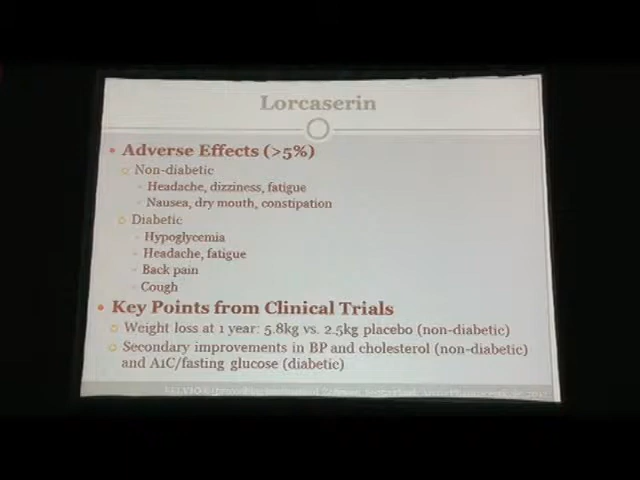 Lorcaserin
• Adverse Effects (>5%)
Non-diabetic
Headache, dizziness, fatigue
Nausea, dry mouth, constipation
Diabetic
Hypoglycemia
Headache, fatigue
Back pain
Cough
• Key Points from Clinical Trials
Weight loss at 1 year: 5.8kg vs. 2.5kg placebo (non-diabetic)
Secondary improvements in BP and cholesterol (non-diabetic)
and A1C/fasting glucose (diabetic)